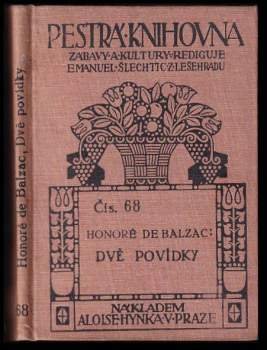 PESTRÁ·KNIHOVNA
ZÁBAVY·A·KULTURY·REDIGUJE
EMANUEL·ŠLECHTIC·Z·LEŠEHRADU
Čís. 68
HONORÉ DE BALZAC:
DVĚ POVÍDKY
NÁKLADEM
ALOISE·HYNKA·V·PRAZE
Honoré de Balzac, Dvě povídky
68